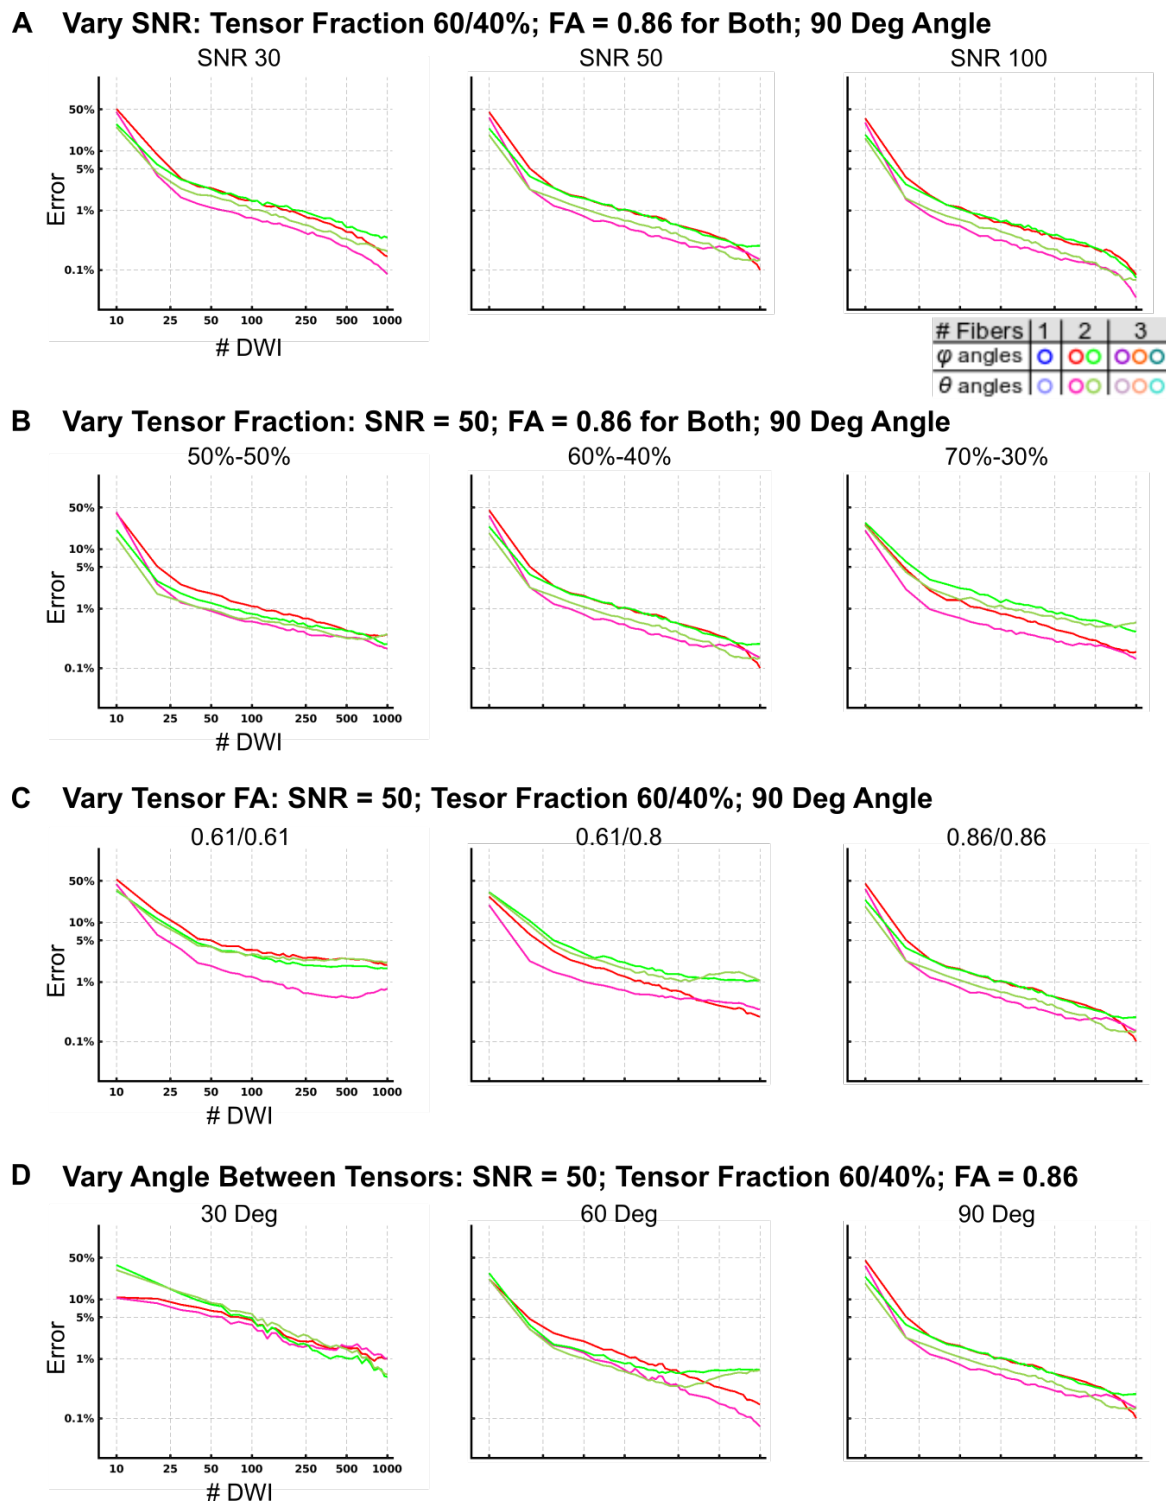 A Vary SNR: Tensor Fraction 60/40%; FA = 0.86 for Both; 90 Deg Angle
SNR 30 SNR 50 SNR 100
50%
10%
5%
1%
0.1%
Error
10 25 50 100 250 500 1000
# DWI
# Fibers 1 2 3
φ angles
θ angles
B Vary Tensor Fraction: SNR = 50; FA = 0.86 for Both; 90 Deg Angle
50%-50% 60%-40% 70%-30%
50%
10%
5%
1%
0.1%
Error
10 25 50 100 250 500 1000
# DWI
C Vary Tensor FA: SNR = 50; Tesor Fraction 60/40%; 90 Deg Angle
0.61/0.61 0.61/0.8 0.86/0.86
50%
10%
5%
1%
0.1%
Error
10 25 50 100 250 500 1000
# DWI
D Vary Angle Between Tensors: SNR = 50; Tensor Fraction 60/40%; FA = 0.86
30 Deg 60 Deg 90 Deg
50%
10%
5%
1%
0.1%
Error
10 25 50 100 250 500 1000
# DWI